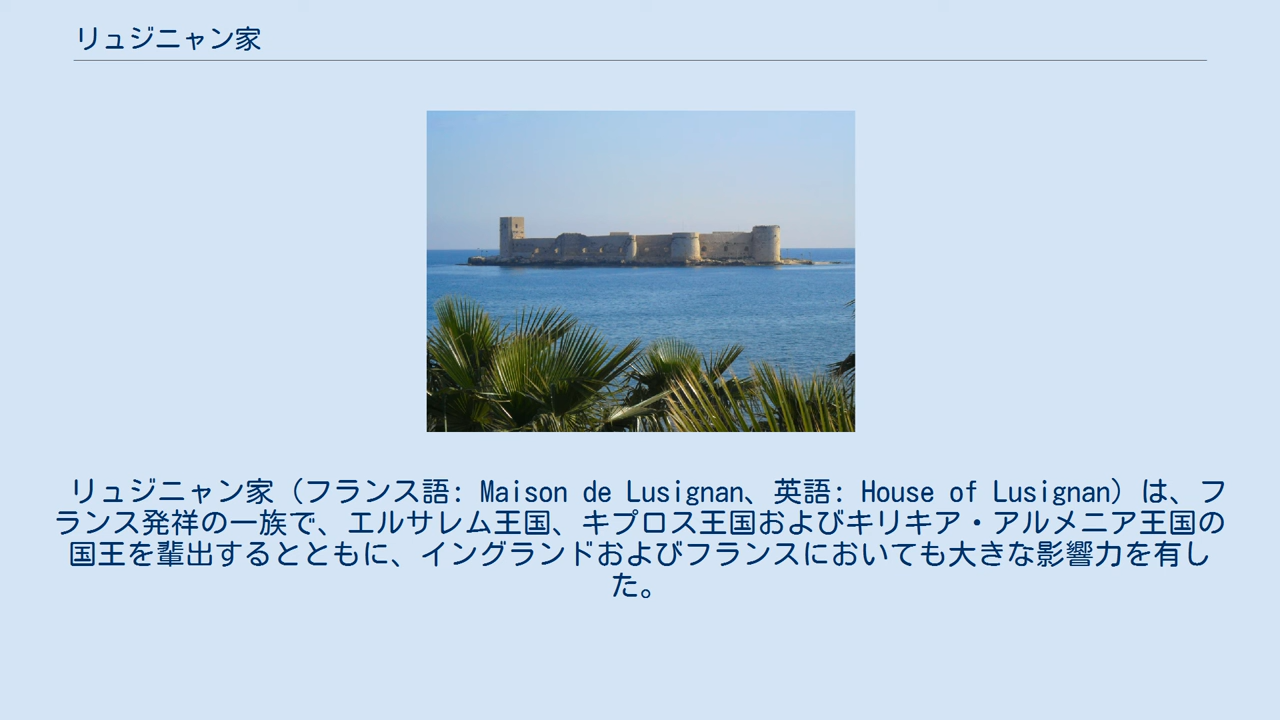 リュジニャン家
リュジニャン家（フランス語: Maison de Lusignan、英語: House of Lusignan）は、フ
ランス発祥の一族で、エルサレム王国、キプロス王国およびキリキア・アルメニア王国の
国王を輩出するとともに、イングランドおよびフランスにおいても大きな影響力を有し
た。